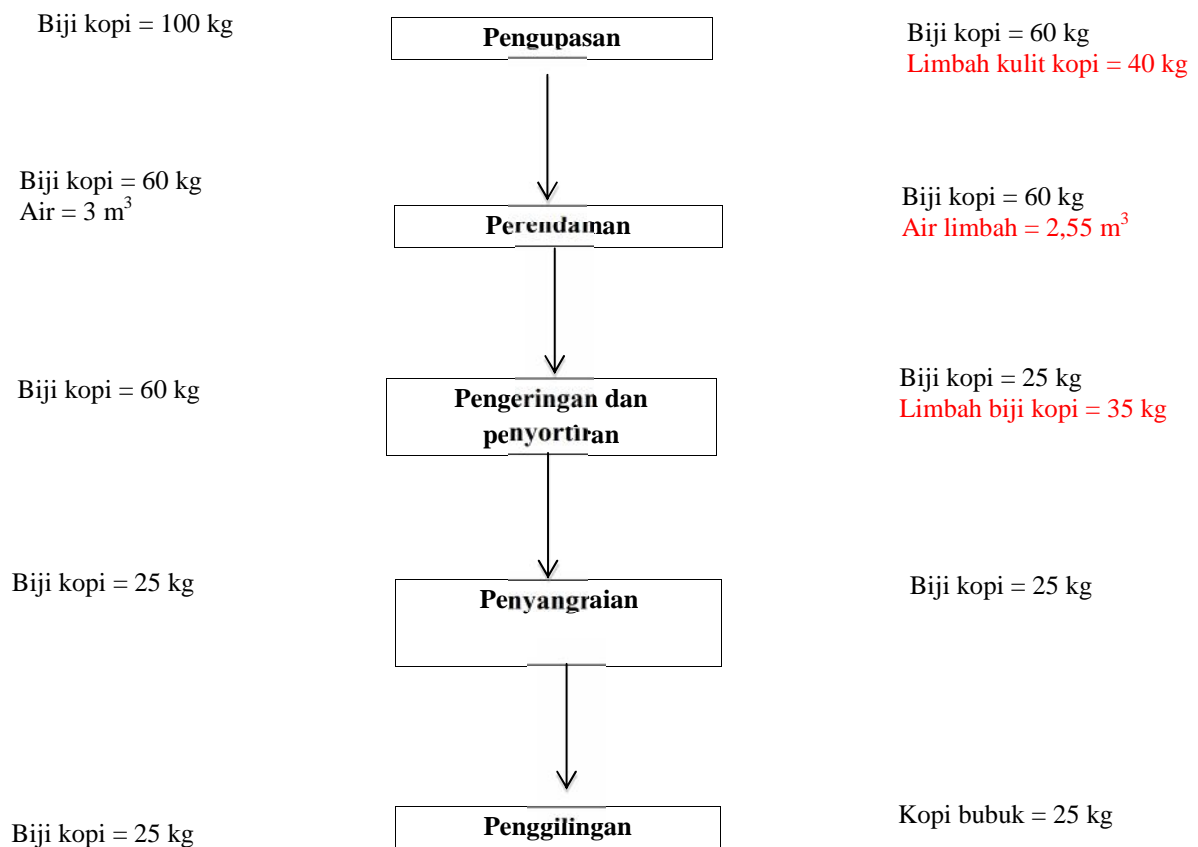 Biji kopi = 100 kg
Pengupasan
Biji kopi = 60 kg
Limbah kulit kopi = 40 kg
Biji kopi = 60 kg
Air = 3 m³
Perendaman
Biji kopi = 60 kg
Air limbah = 2,55 m³
Biji kopi = 60 kg
Pengeringan dan
penyortiran
Biji kopi = 25 kg
Limbah biji kopi = 35 kg
Biji kopi = 25 kg
Penyangraian
Biji kopi = 25 kg
Biji kopi = 25 kg
Penggilingan
Kopi bubuk = 25 kg